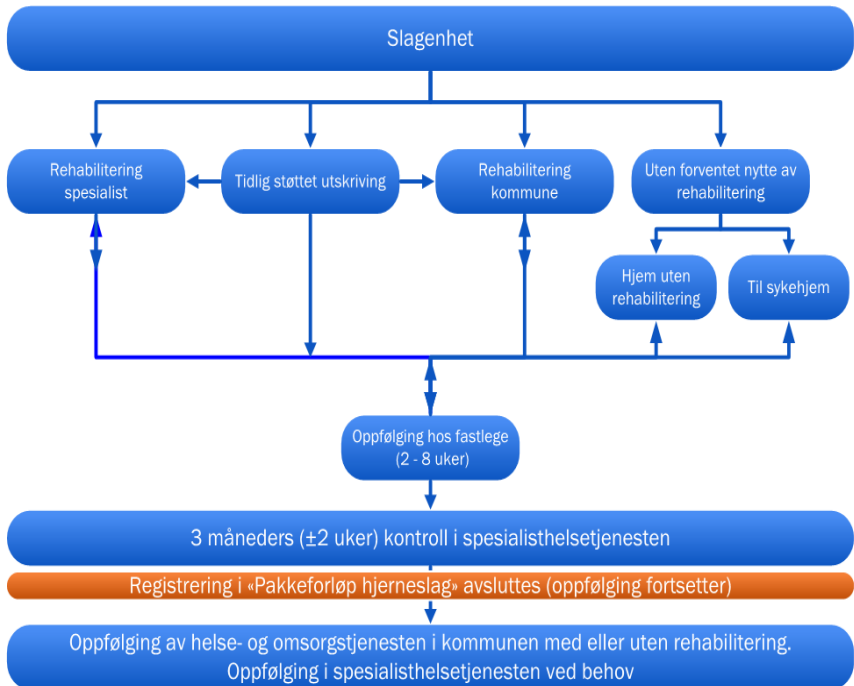 Slagenhet
Rehabilitering
spesialist
Tidlig støttet utskriving
Rehabilitering
kommune
Uten forventet nytte av
rehabilitering
Hjem uten
rehabilitering
Til sykehjem
Oppfølging hos fastlege
(2 - 8 uker)
3 måneders (±2 uker) kontroll i spesialisthelsetjenesten
Registrering i «Pakkeforløp hjerneslag» avsluttes (oppfølging fortsetter)
Oppfølging av helse- og omsorgstjenesten i kommunen med eller uten rehabilitering.
Oppfølging i spesialisthelsetjenesten ved behov